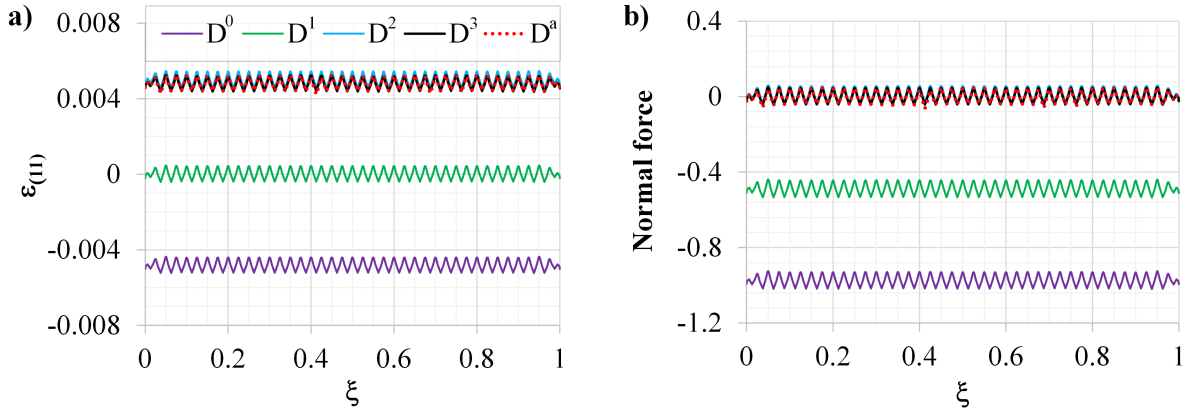 a)
0.008
D⁰ D¹ D² D³ Dᵃ
0.004
0
-0.004
-0.008
ε(11)
0 0.2 0.4 0.6 0.8 1
ξ
b)
0.4
0
-0.4
-0.8
-1.2
Normal force
0 0.2 0.4 0.6 0.8 1
ξ